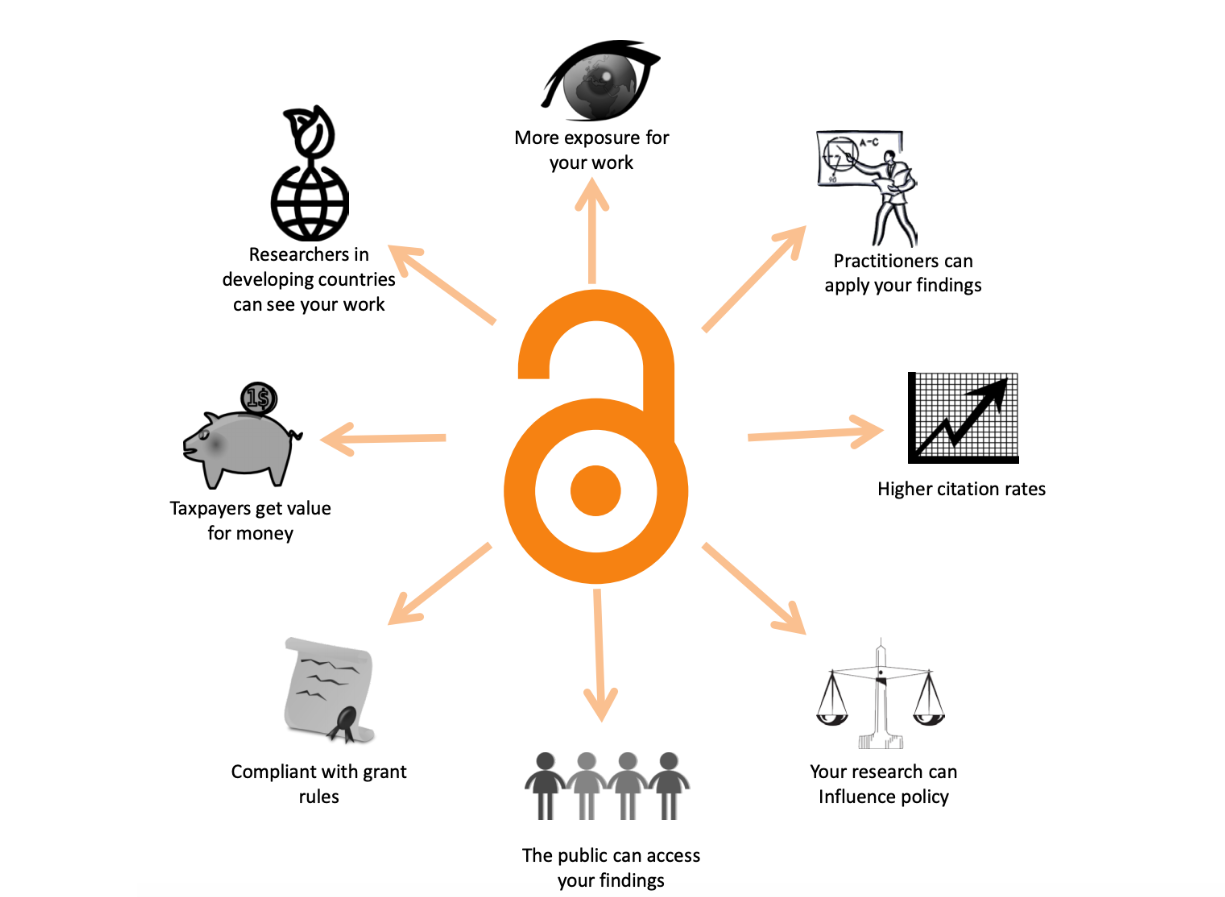 More exposure for
your work
A-C
Practitioners can
apply your findings
Higher citation rates
Your research can
Influence policy
The public can access
your findings
Compliant with grant
rules
1$
Taxpayers get value
for money
Researchers in
developing countries
can see your work